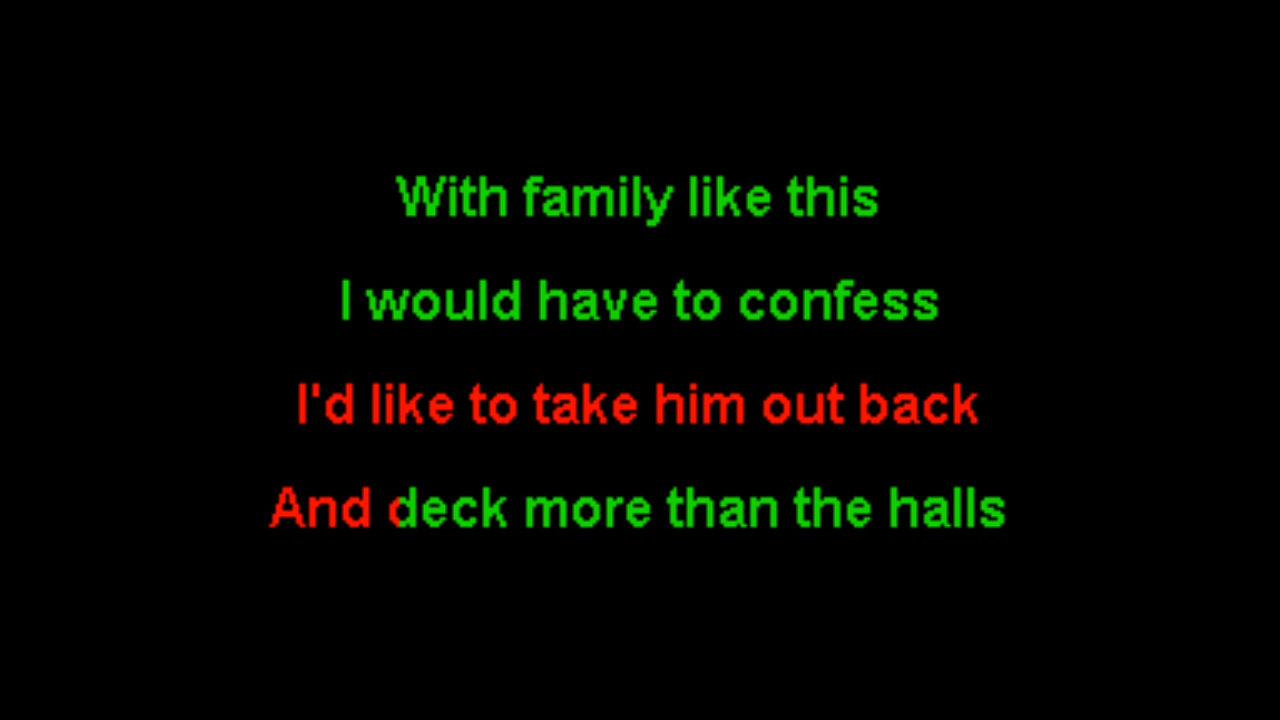 With family like this
I would have to confess
I'd like to take him out back
And deck more than the halls